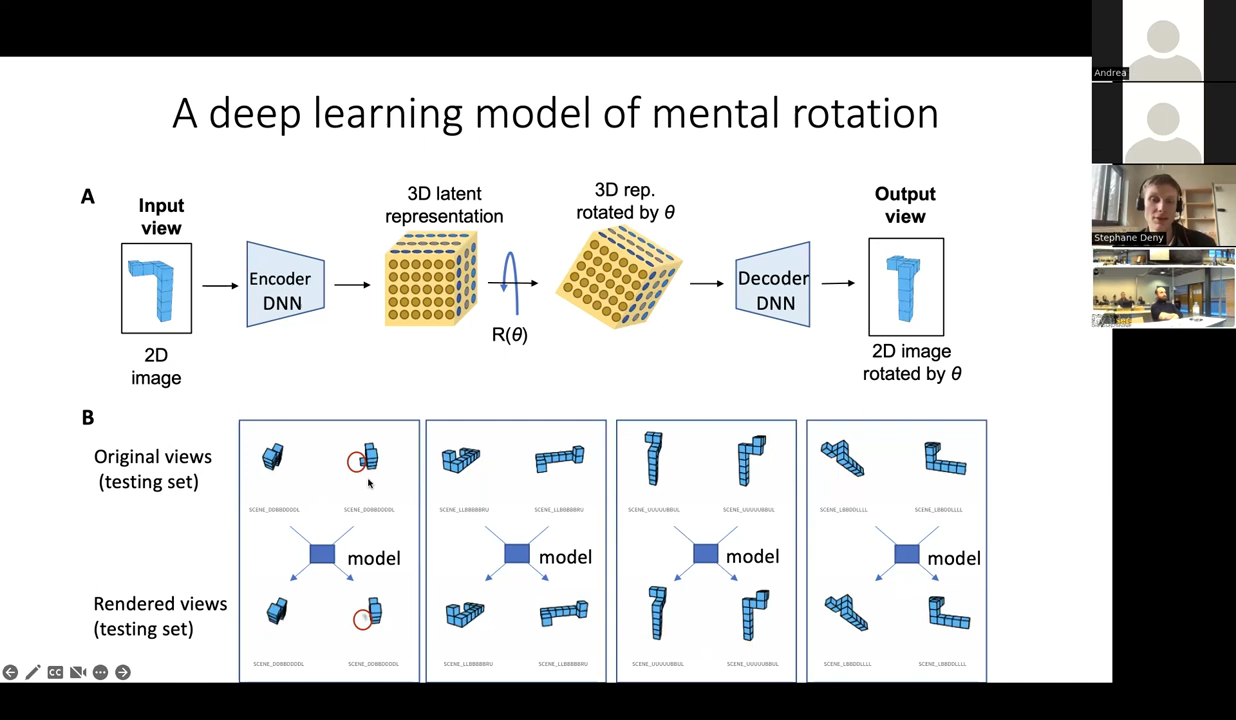 A deep learning model of mental rotation
A
Input
view
2D
image
Encoder
DNN
3D latent
representation
R(θ)
3D rep.
rotated by θ
Decoder
DNN
Output
view
2D image
rotated by θ
B
Original views
(testing set)
SCENE_DDBBDDDDL
SCENE_DDBBDDDDL
SCENE_LLBBBBBRU
SCENE_LLBBBBBRU
SCENE_UUUUUBBUL
SCENE_UUUUUBBUL
SCENE_LBBDDLLLL
SCENE_LBBDDLLLL
model
model
model
model
Rendered views
(testing set)
SCENE_DDBBDDDDL
SCENE_DDBBDDDDL
SCENE_LLBBBBBRU
SCENE_LLBBBBBRU
SCENE_UUUUUBBUL
SCENE_UUUUUBBUL
SCENE_LBBDDLLLL
SCENE_LBBDDLLLL
CC
Andrea
Stephane Deny